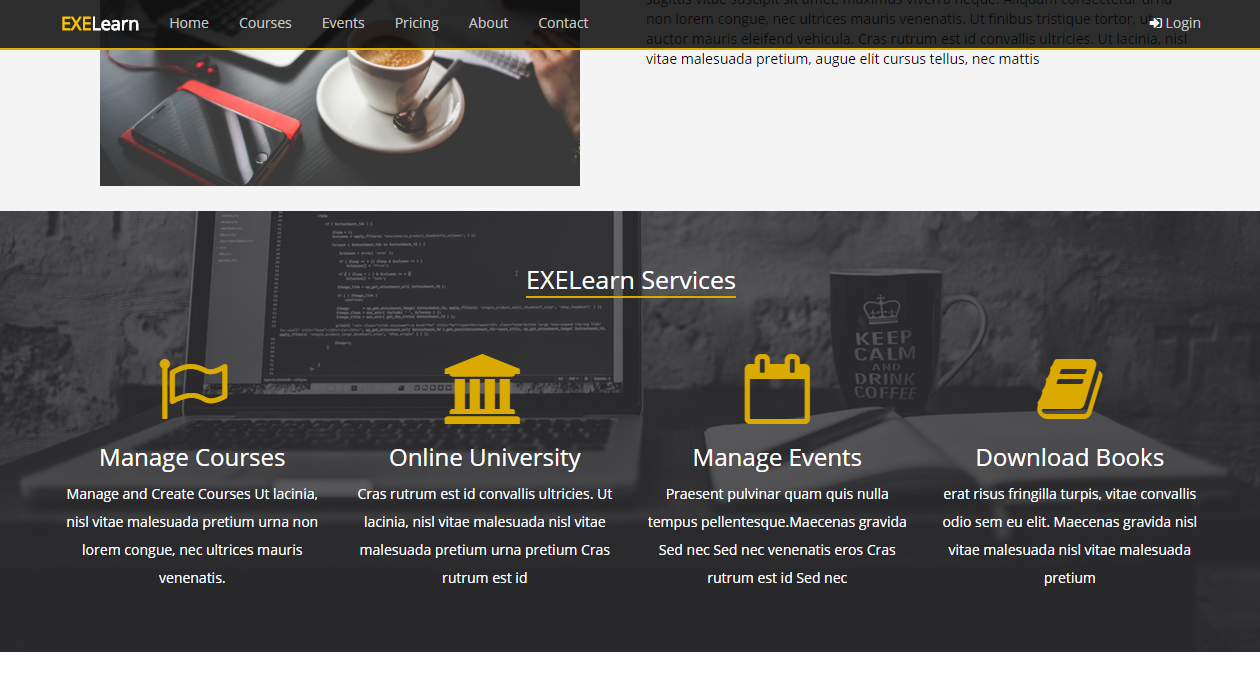 EXELearn Home Courses Events Pricing About Contact Login
non lorem congue, nec ultrices mauris venenatis. Ut finibus tristique tortor,
auctor mauris eleifend vehicula. Cras rutrum est id convallis ultricies. Ut lacinia, nisl
vitae malesuada pretium, augue elit cursus tellus, nec mattis
EXELearn Services
KEEP
CALM
AND
DRINK
COFFEE
Manage Courses
Manage and Create Courses Ut lacinia,
nisl vitae malesuada pretium urna non
lorem congue, nec ultrices mauris
venenatis.
Online University
Cras rutrum est id convallis ultricies. Ut
lacinia, nisl vitae malesuada nisl vitae
malesuada pretium urna pretium Cras
rutrum est id
Manage Events
Praesent pulvinar quam quis nulla
tempus pellentesque.Maecenas gravida
Sed nec Sed nec venenatis eros Cras
rutrum est id Sed nec
Download Books
erat risus fringilla turpis, vitae convallis
odio sem eu elit. Maecenas gravida nisl
vitae malesuada nisl vitae malesuada
pretium